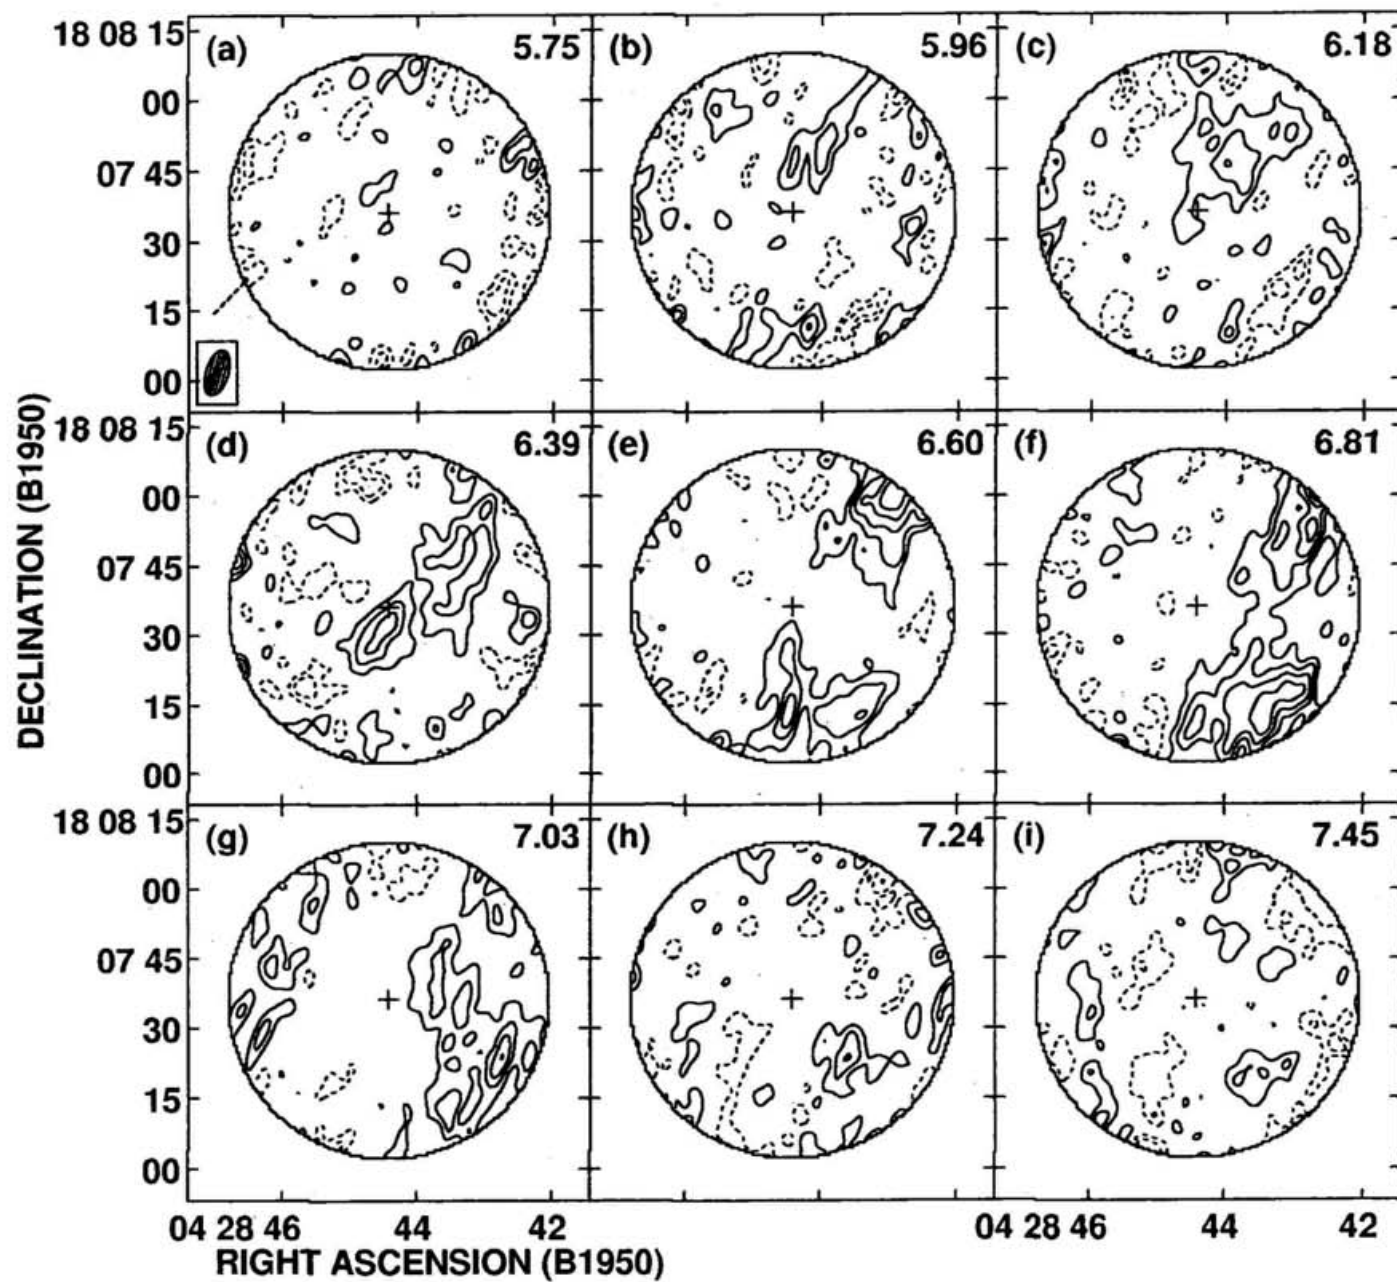 18 08 15 (a) 5.75 (b) 5.96 (c) 6.18
00
07 45
30
15
00
18 08 15 (d) 6.39 (e) 6.60 (f) 6.81
00
07 45
30
15
00
18 08 15 (g) 7.03 (h) 7.24 (i) 7.45
00
07 45
30
15
00
04 28 46 44 42 04 28 46 44 42
DECLINATION (B1950)
RIGHT ASCENSION (B1950)